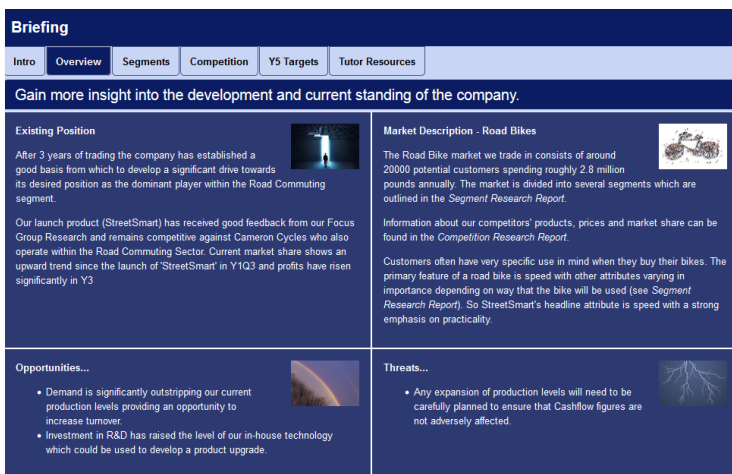 Briefing
Intro
Overview
Segments
Competition
Y5 Targets
Tutor Resources
Gain more insight into the development and current standing of the company.
Existing Position
After 3 years of trading the company has established a
good basis from which to develop a significant drive towards
its desired position as the dominant player within the Road Commuting
segment.
Our launch product (StreetSmart) has received good feedback from our Focus
Group Research and remains competitive against Cameron Cycles who also
operate within the Road Commuting Sector. Current market share shows an
upward trend since the launch of 'StreetSmart' in Y1Q3 and profits have risen
significantly in Y3
Market Description - Road Bikes
The Road Bike market we trade in consists of around
20000 potential customers spending roughly 2.8 million
pounds annually. The market is divided into several segments which are
outlined in the Segment Research Report.
Information about our competitors' products, prices and market share can be
found in the Competition Research Report.
Customers often have very specific use in mind when they buy their bikes. The
primary feature of a road bike is speed with other attributes varying in
importance depending on way that the bike will be used (see Segment
Research Report). So StreetSmart's headline attribute is speed with a strong
emphasis on practicality.
Opportunities...
• Demand is significantly outstripping our current
production levels providing an opportunity to
increase turnover.
• Investment in R&D has raised the level of our in-house technology
which could be used to develop a product upgrade.
Threats...
• Any expansion of production levels will need to be
carefully planned to ensure that Cashflow figures are
not adversely affected.